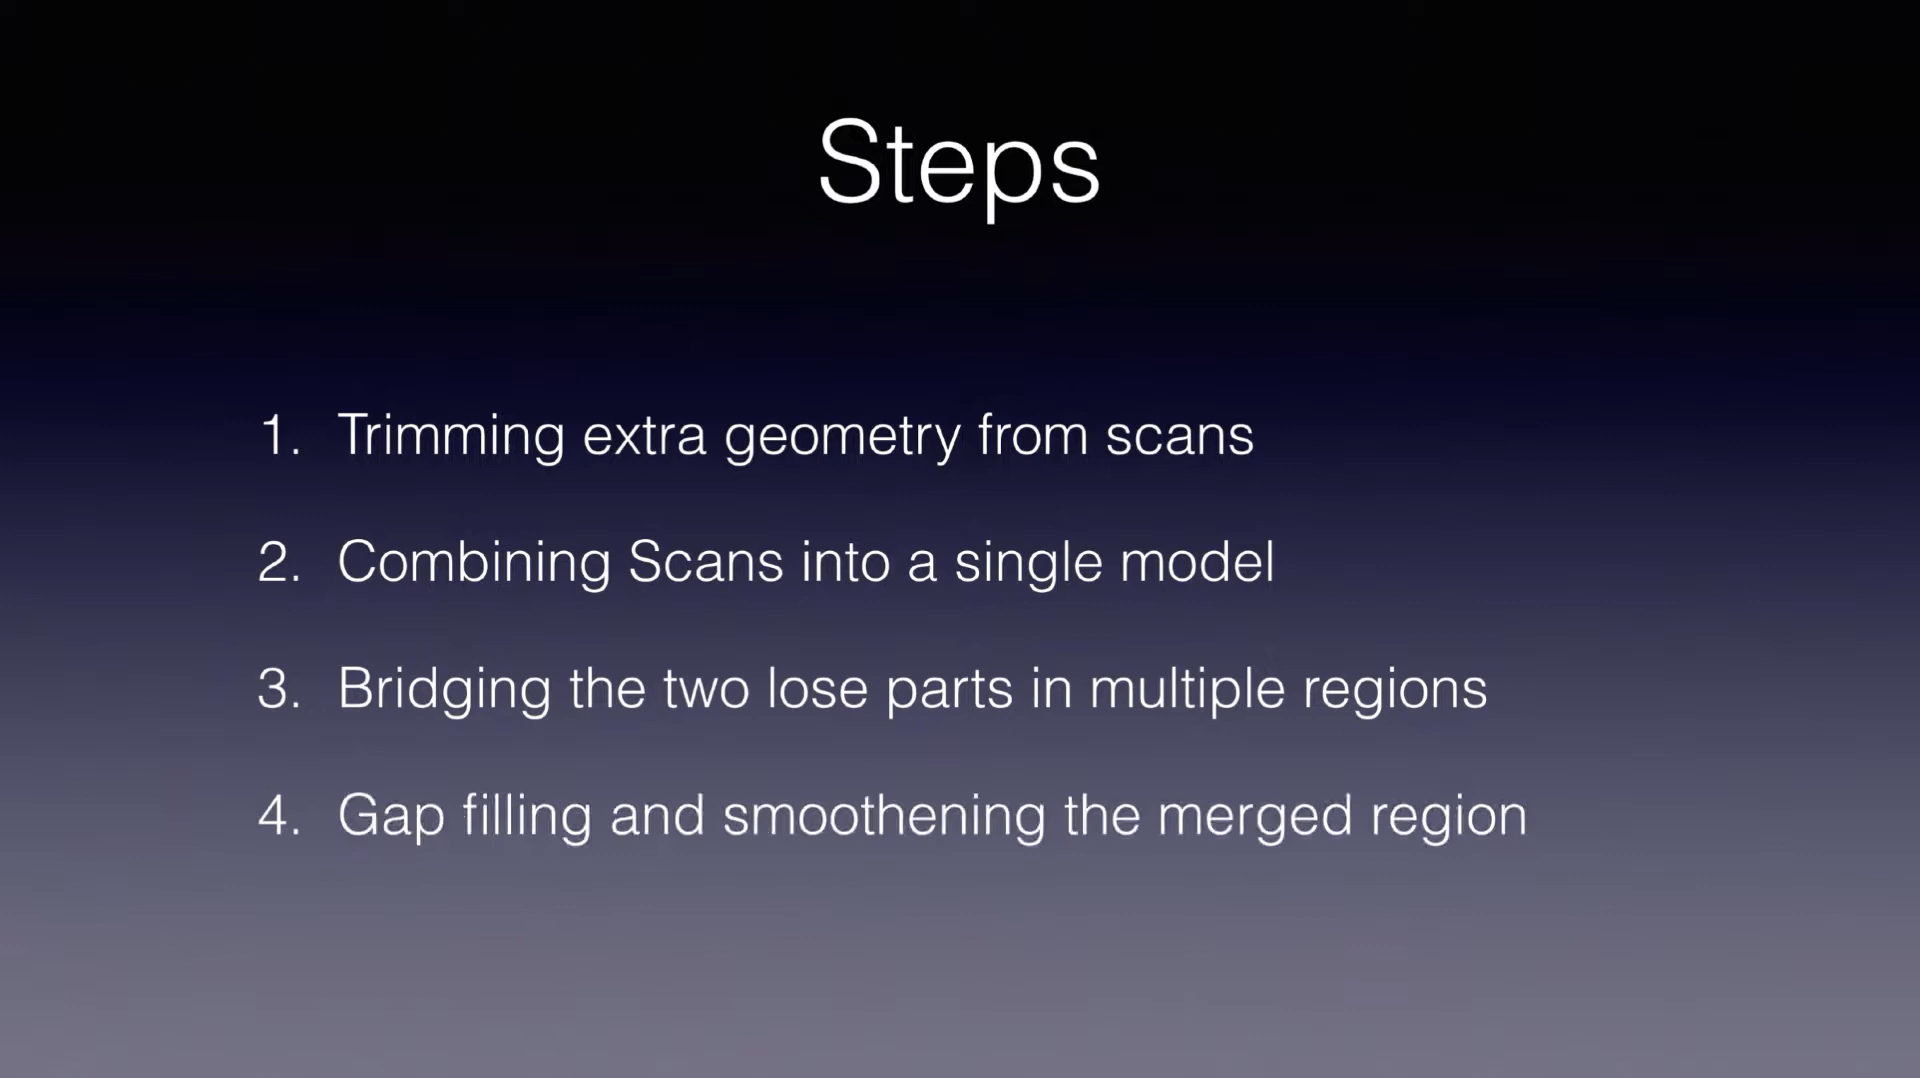 Steps
1. Trimming extra geometry from scans
2. Combining Scans into a single model
3. Bridging the two lose parts in multiple regions
4. Gap filling and smoothening the merged region